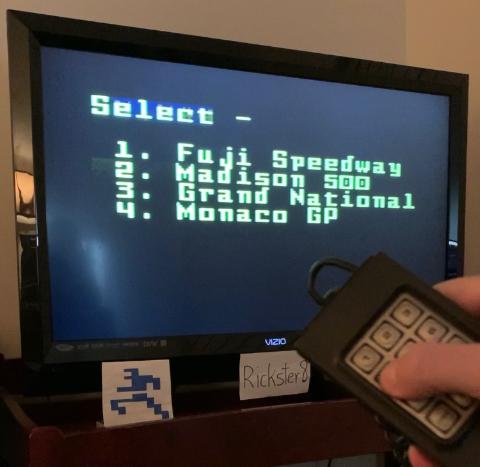 Select -
1. Fuji Speedway
2. Madison 500
3. Grand National
4. Monaco GP
VIZIO
Rickster8